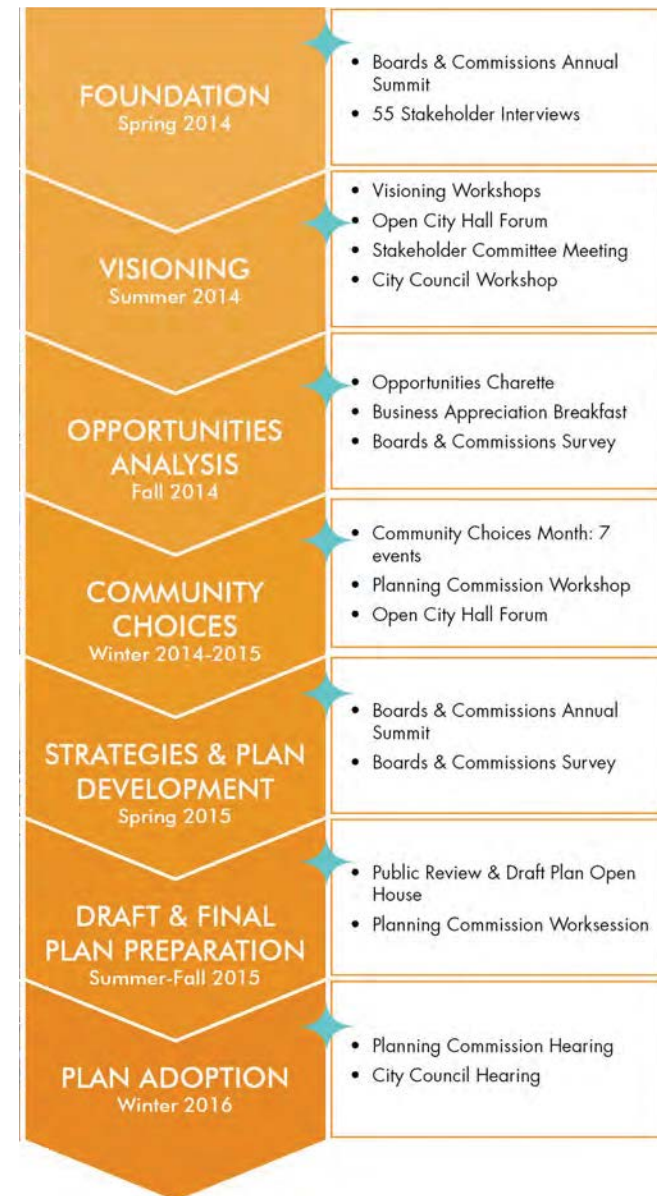 FOUNDATION
Spring 2014
• Boards & Commissions Annual
Summit
• 55 Stakeholder Interviews
VISIONING
Summer 2014
• Visioning Workshops
• Open City Hall Forum
• Stakeholder Committee Meeting
• City Council Workshop
OPPORTUNITIES
ANALYSIS
Fall 2014
• Opportunities Charette
• Business Appreciation Breakfast
• Boards & Commissions Survey
COMMUNITY
CHOICES
Winter 2014-2015
• Community Choices Month: 7
events
• Planning Commission Workshop
• Open City Hall Forum
STRATEGIES & PLAN
DEVELOPMENT
Spring 2015
• Boards & Commissions Annual
Summit
• Boards & Commissions Survey
DRAFT & FINAL
PLAN PREPARATION
Summer-Fall 2015
• Public Review & Draft Plan Open
House
• Planning Commission Worksession
PLAN ADOPTION
Winter 2016
• Planning Commission Hearing
• City Council Hearing